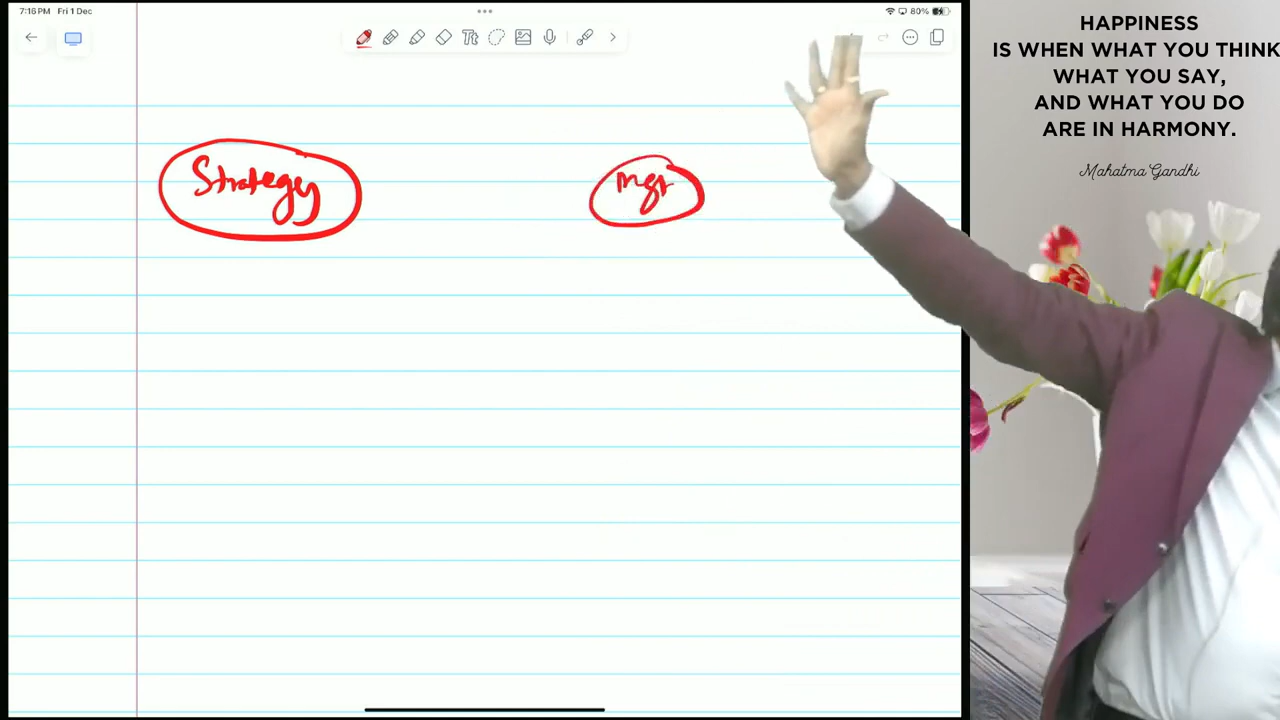 7:16 PM Fri 1 Dec
80%
Tt
Strategy
mgt
HAPPINESS
IS WHEN WHAT YOU THINK
WHAT YOU SAY,
AND WHAT YOU DO
ARE IN HARMONY.
Mahatma Gandhi